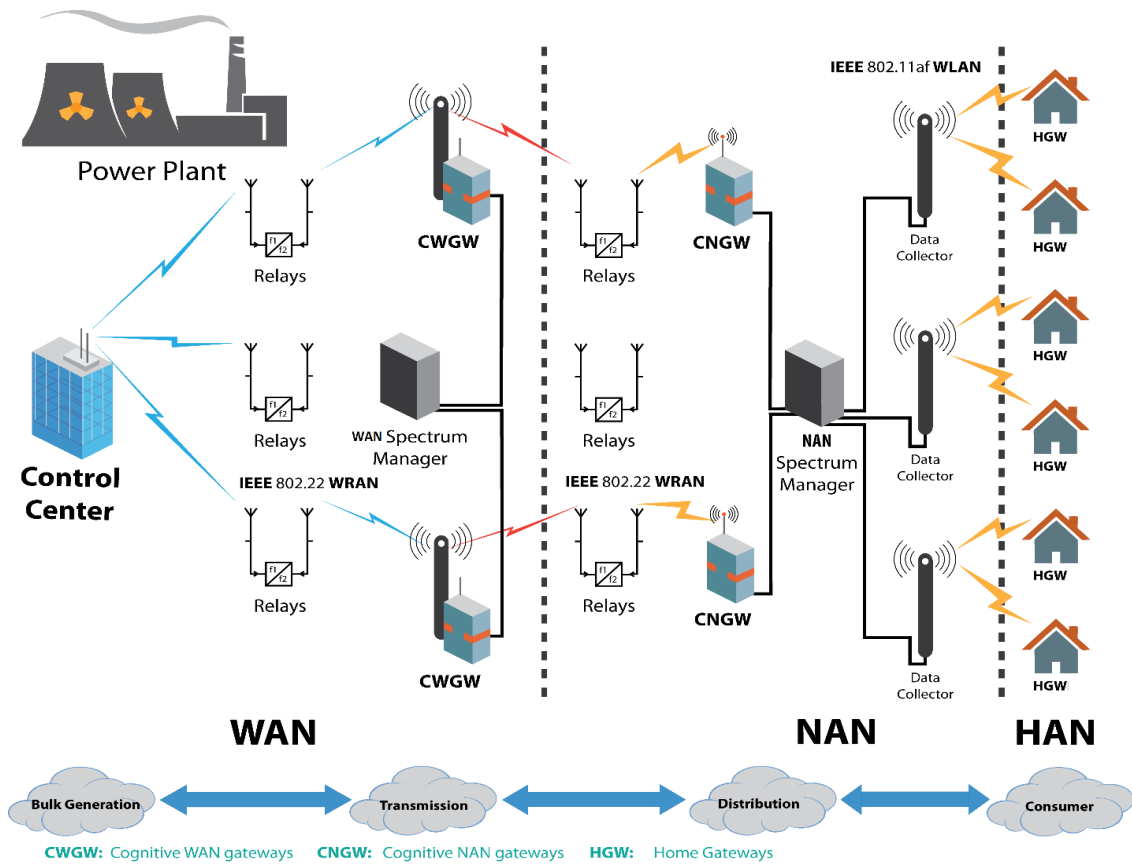 Power Plant
IEEE 802.11af WLAN
HGW
CWGW
CNGW
HGW
Relays
Relays
Data
Collector
f1
f2
f1
f2
HGW
Control
Center
f1
f2
Relays
WAN Spectrum
Manager
f1
f2
Relays
NAN
Spectrum
Manager
Data
Collector
HGW
IEEE 802.22 WRAN
IEEE 802.22 WRAN
f1
f2
Relays
CWGW
f1
f2
Relays
CNGW
Data
Collector
HGW
HGW
WAN
NAN
HAN
Bulk Generation
Transmission
Distribution
Consumer
CWGW: Cognitive WAN gateways CNGW: Cognitive NAN gateways HGW: Home Gateways